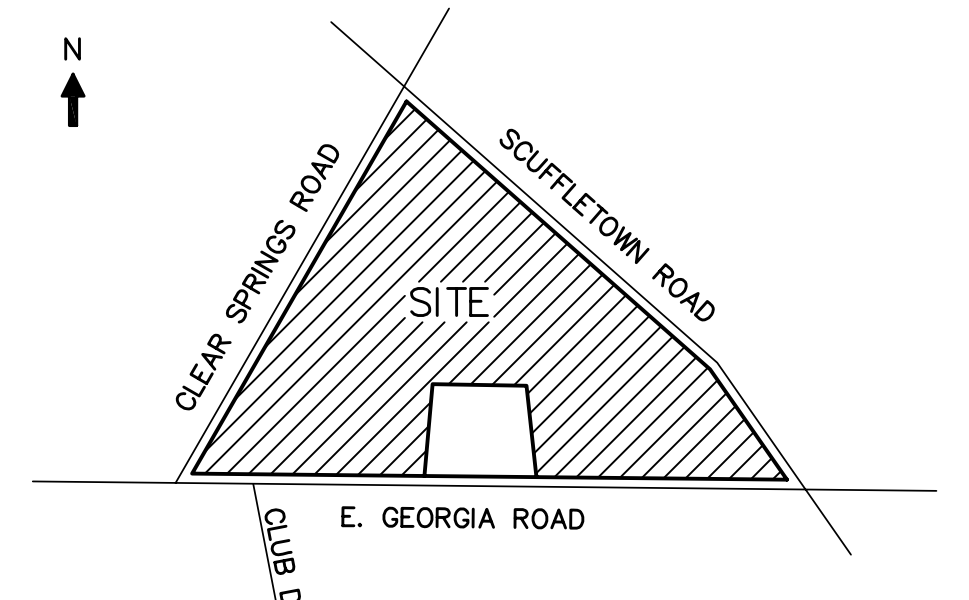 N
SCUFFLETOWN ROAD
CLEAR SPRINGS ROAD
SITE
E. GEORGIA ROAD
CLUB